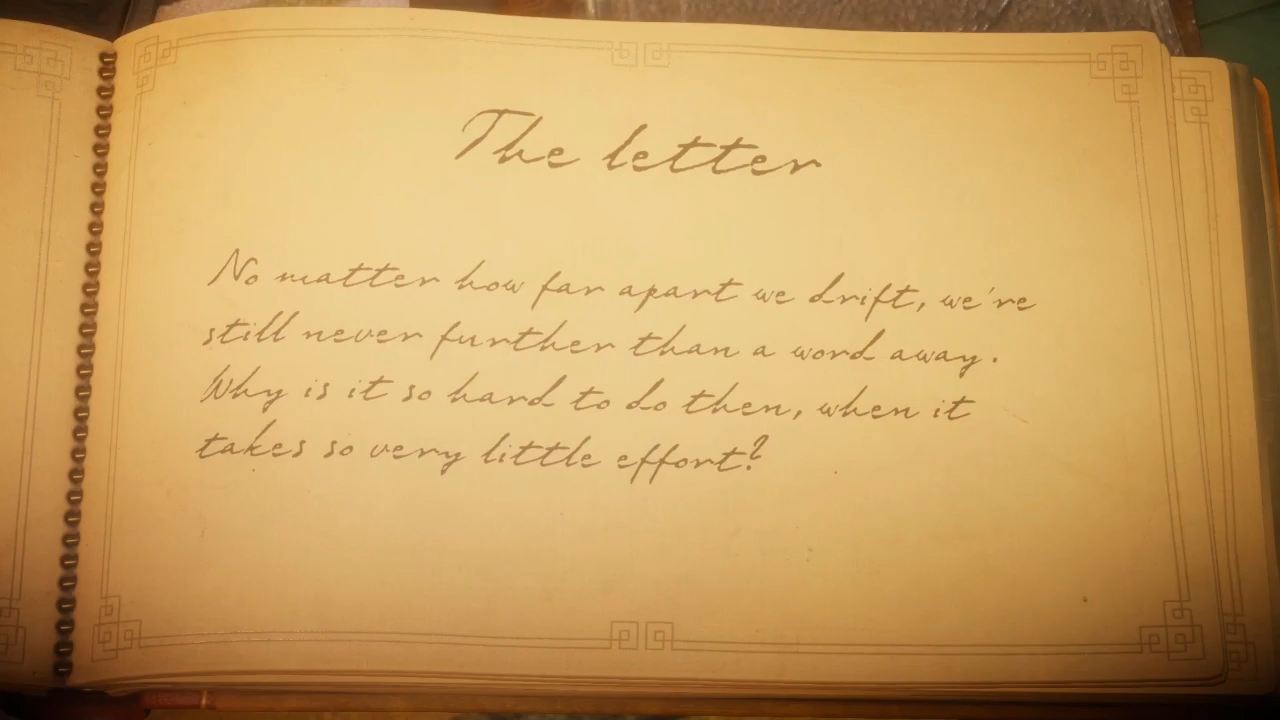 The letter
No matter how far apart we drift, we're
still never further than a word away.
Why is it so hard to do then, when it
takes so very little effort?